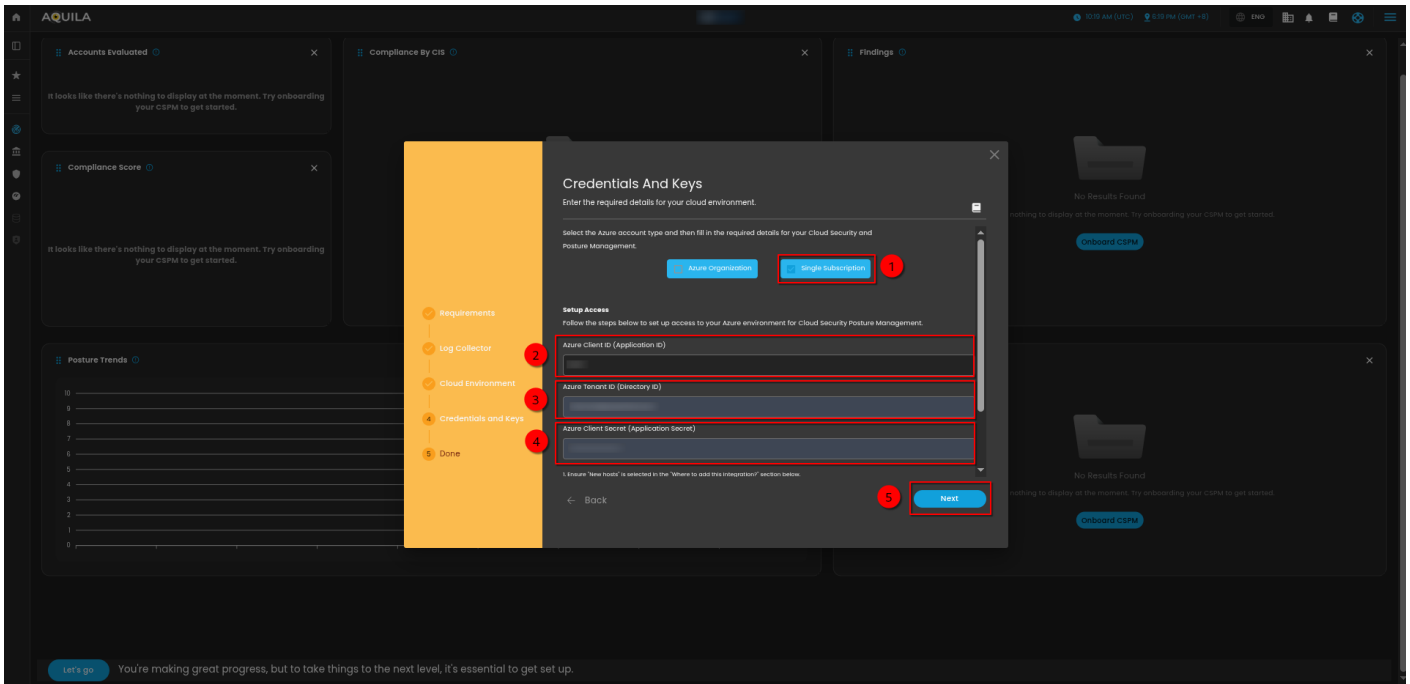 AQUILA
10:19 AM (UTC)
6:19 PM (GMT +8)
ENG
Accounts Evaluated
It looks like there's nothing to display at the moment. Try onboarding
your CSPM to get started.
Compliance By CIS
Findings
No Results Found
nothing to display at the moment. Try onboarding your CSPM to get started.
Onboard CSPM
Compliance Score
It looks like there's nothing to display at the moment. Try onboarding
your CSPM to get started.
Requirements
Log Collector
Cloud Environment
4 Credentials and Keys
5 Done
Credentials And Keys
Enter the required details for your cloud environment.
Select the Azure account type and then fill in the required details for your Cloud Security and
Posture Management.
Azure Organization
Single Subscription
1
Setup Access
Follow the steps below to set up access to your Azure environment for Cloud Security Posture Management.
2
Azure Client ID (Application ID)
3
Azure Tenant ID (Directory ID)
4
Azure Client Secret (Application Secret)
1. Ensure "New hosts" is selected in the "Where to add this integration?" section below.
Back
5
Next
Posture Trends
10
9
8
7
6
5
4
3
2
1
0
No Results Found
nothing to display at the moment. Try onboarding your CSPM to get started.
Onboard CSPM
Let's go
You're making great progress, but to take things to the next level, it's essential to get set up.